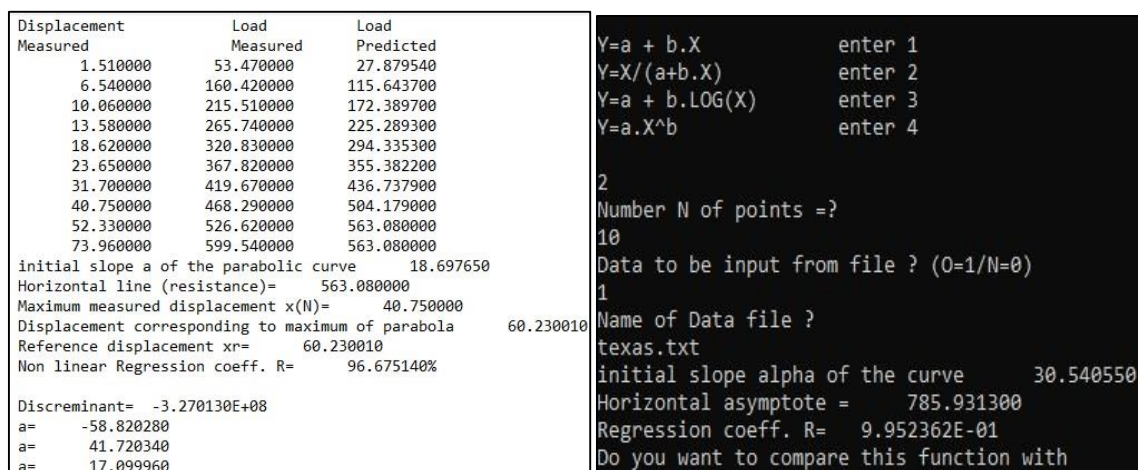 Displacement Load Load
Measured Measured Predicted
1.510000 53.470000 27.879540
6.540000 160.420000 115.643700
10.060000 215.510000 172.389700
13.580000 265.740000 225.289300
18.620000 320.830000 294.335300
23.650000 367.820000 355.382200
31.700000 419.670000 436.737900
40.750000 468.290000 504.179000
52.330000 526.620000 563.080000
73.960000 599.540000 563.080000
initial slope a of the parabolic curve 18.697650
Horizontal line (resistance)= 563.080000
Maximum measured displacement x(N)= 40.750000
Displacement corresponding to maximum of parabola 60.230010
Reference displacement xr= 60.230010
Non linear Regression coeff. R= 96.675140%
Discreminant= -3.270130E+08
a= -58.820280
a= 41.720340
a= 17.099960
Y=a + b.X enter 1
Y=X/(a+b.X) enter 2
Y=a + b.LOG(X) enter 3
Y=a.X^b enter 4
2
Number N of points =?
10
Data to be input from file ? (O=1/N=0)
1
Name of Data file ?
texas.txt
initial slope alpha of the curve 30.540550
Horizontal asymptote = 785.931300
Regression coeff. R= 9.952362E-01
Do you want to compare this function with